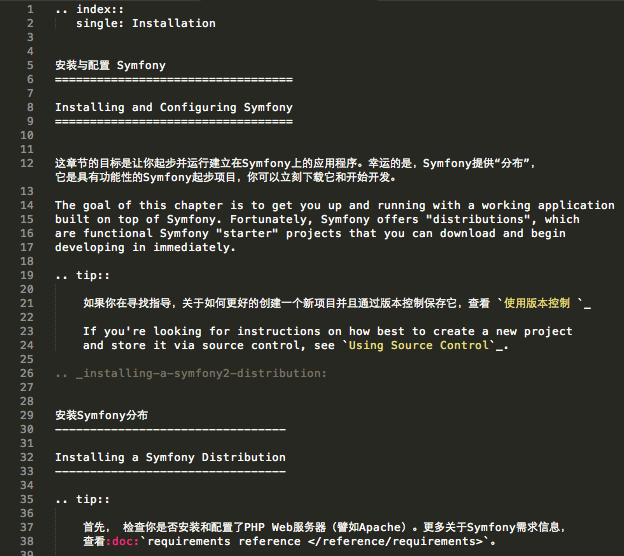 1 .. index::
2 single: Installation
3
4
5 安装与配置 Symfony
6 ==================================
7
8 Installing and Configuring Symfony
9 ==================================
10
11
12 这章节的目标是让你起步并运行建立在Symfony上的应用程序。幸运的是，Symfony提供“分布”，
它是具有功能性的Symfony起步项目，你可以立刻下载它和开始开发。
13
14 The goal of this chapter is to get you up and running with a working application
15 built on top of Symfony. Fortunately, Symfony offers "distributions", which
16 are functional Symfony "starter" projects that you can download and begin
17 developing in immediately.
18
19 .. tip::
20
21 如果你在寻找指导，关于如何更好的创建一个新项目并且通过版本控制保存它，查看 `使用版本控制 `_
22
23 If you're looking for instructions on how best to create a new project
24 and store it via source control, see `Using Source Control`_.
25
26 .. _installing-a-symfony2-distribution:
27
28
29 安装Symfony分布
30 ---------------------------------
31
32 Installing a Symfony Distribution
33 ---------------------------------
34
35 .. tip::
36
37 首先， 检查你是否安装和配置了PHP Web服务器（譬如Apache）。更多关于Symfony需求信息，
38 查看:doc:`requirements reference </reference/requirements>`。
39